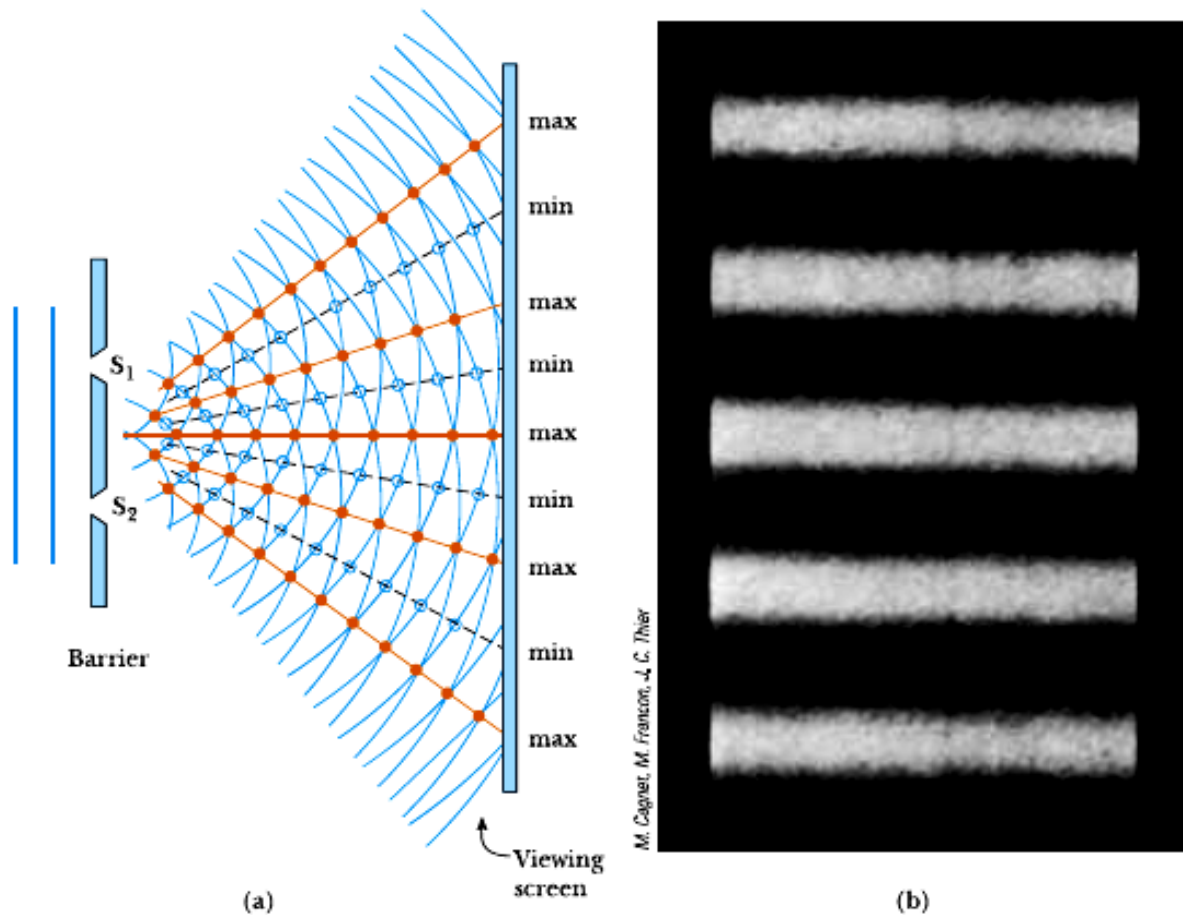 max
min
max
min
max
min
max
min
max
S1
S2
Barrier
Viewing
screen
(a)
M. Cagnet, M. Francon, J. C. Thier
(b)